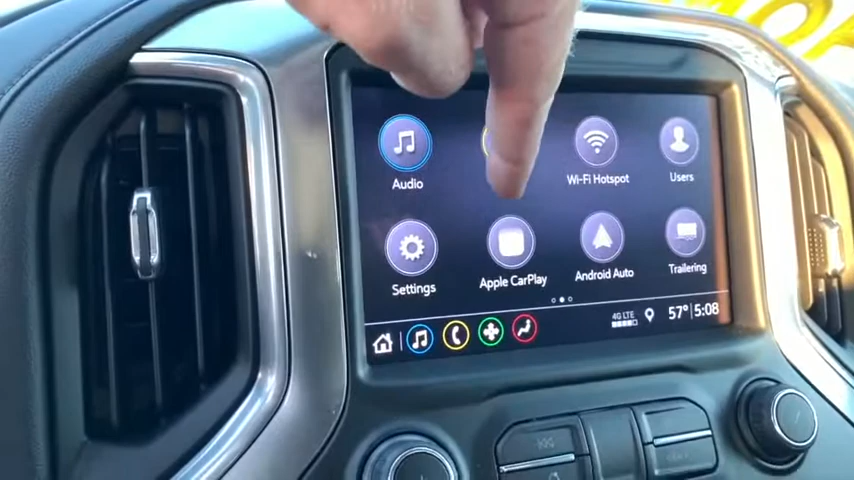 Audio
Wi-Fi Hotspot
Users
Settings
Apple CarPlay
Android Auto
Trailering
4G LTE
57° 5:08